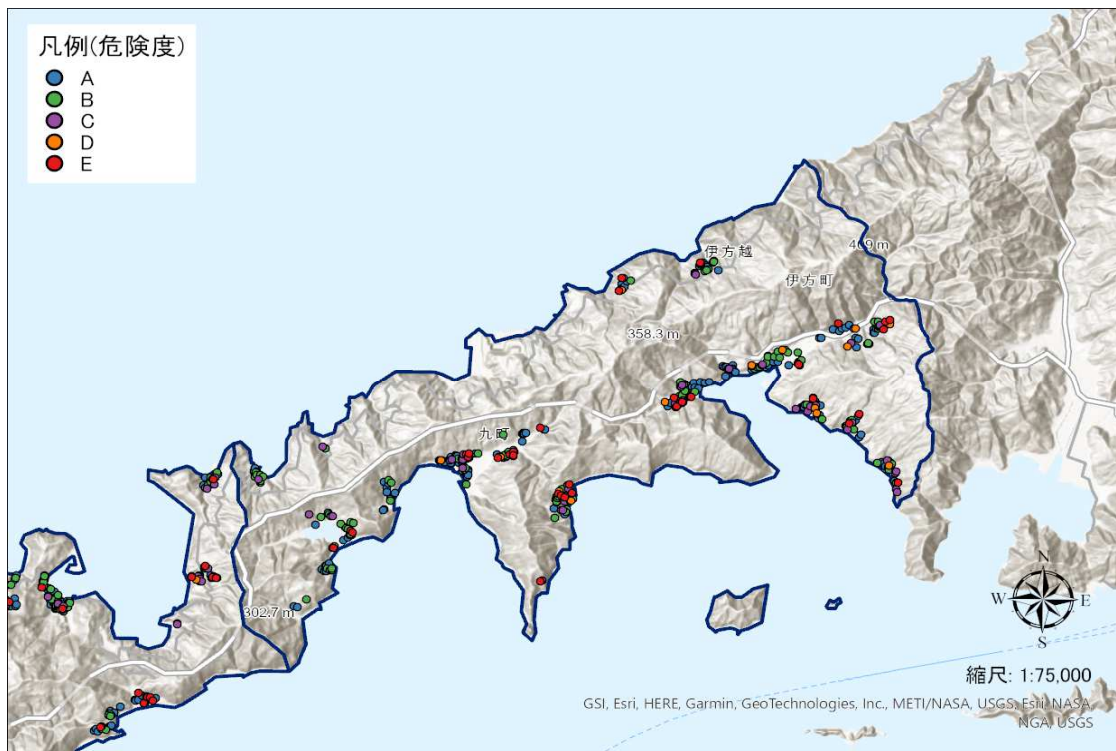 凡例(危険度)
A
B
C
D
E
伊方越
469 m
伊方町
358.3 m
九町
302.7 m
N
W E
S
縮尺: 1:75,000
GSI, Esri, HERE, Garmin, GeoTechnologies, Inc., METI/NASA, USGS, Esri, NASA,
NGA, USGS